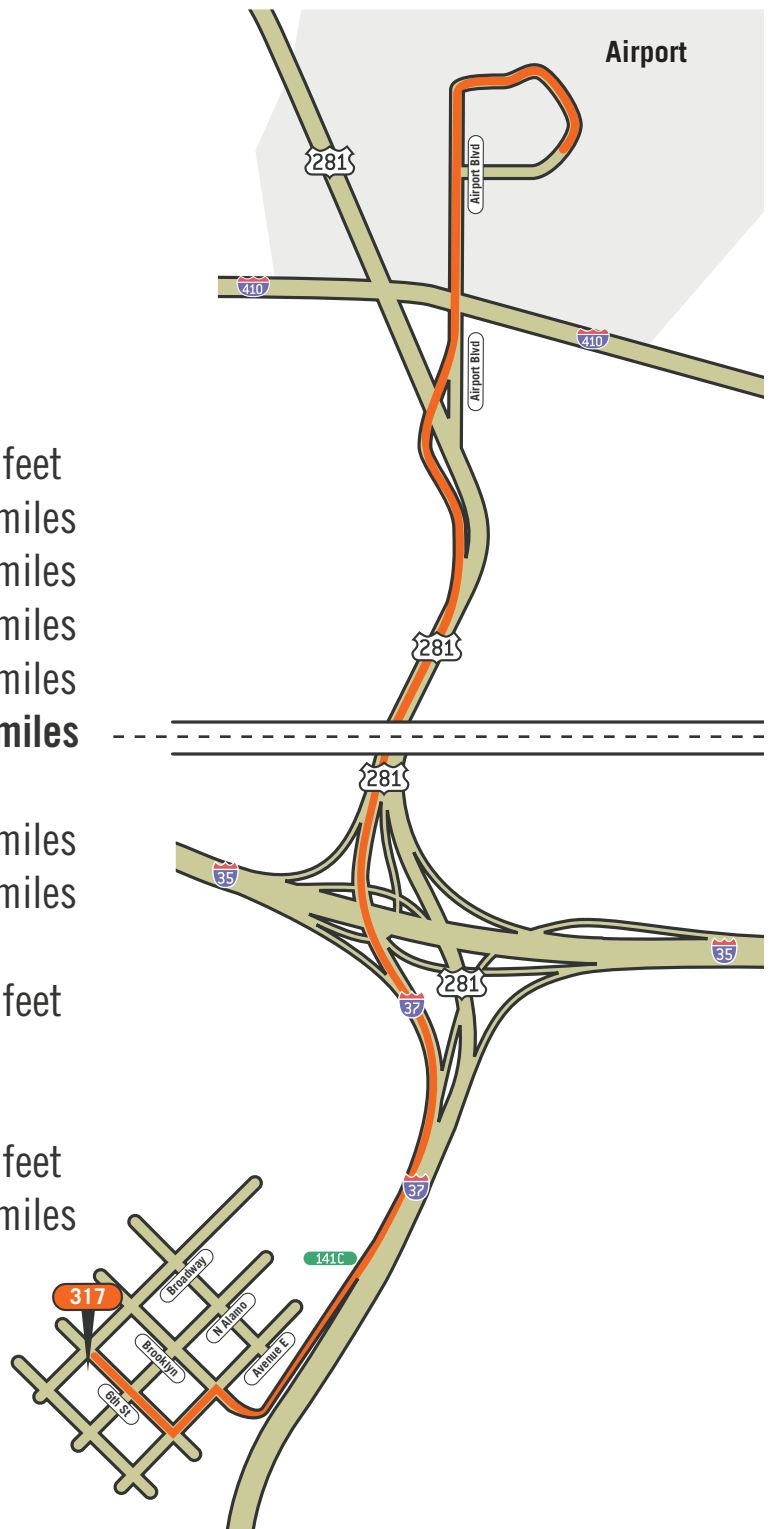 Airport
281
Airport Blvd
410
410
Airport Blvd
feet
miles
miles
miles
miles
281
miles
281
miles
35
miles
35
281
feet
37
feet
37
miles
141C
Broadway
317
N Alamo
Brooklyn
Avenue E
6th St